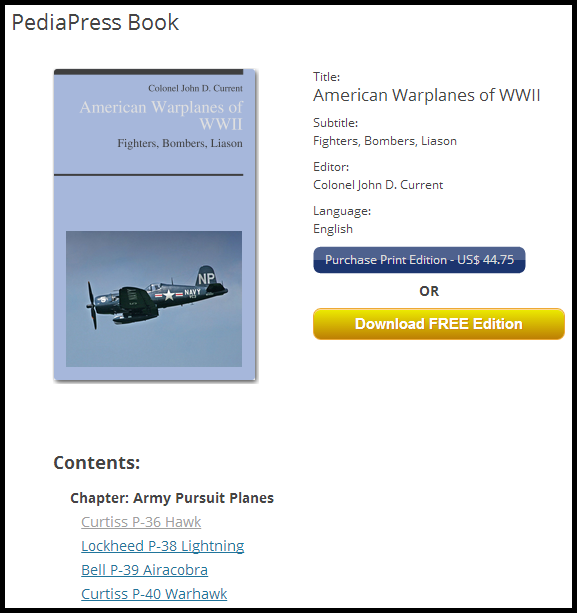 PediaPress Book
Colonel John D. Current
American Warplanes of
WWII
Fighters, Bombers, Liason
NP
NAVY
Title:
American Warplanes of WWII
Subtitle:
Fighters, Bombers, Liason
Editor:
Colonel John D. Current
Language:
English
Purchase Print Edition - US$ 44.75
OR
Download FREE Edition
Contents:
Chapter: Army Pursuit Planes
Curtiss P-36 Hawk
Lockheed P-38 Lightning
Bell P-39 Airacobra
Curtiss P-40 Warhawk